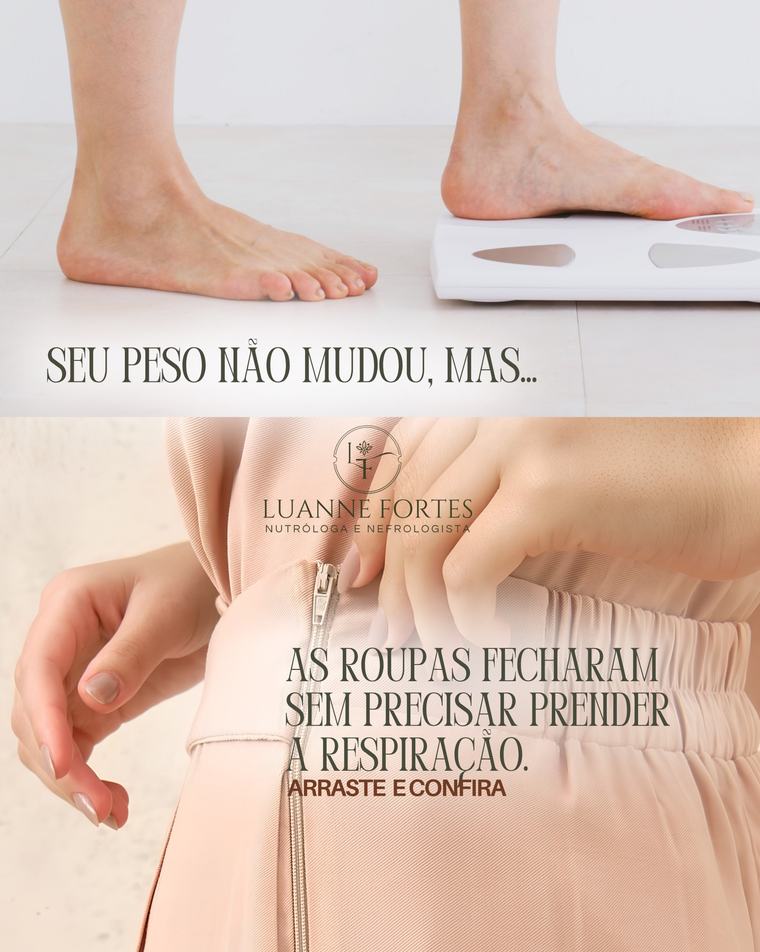 SEU PESO NÃO MUDOU, MAS...
LF
LUANNE FORTES
NUTRÓLOGA E NEFROLOGISTA
AS ROUPAS FECHARAM
SEM PRECISAR PRENDER
A RESPIRAÇÃO.
ARRASTE E CONFIRA